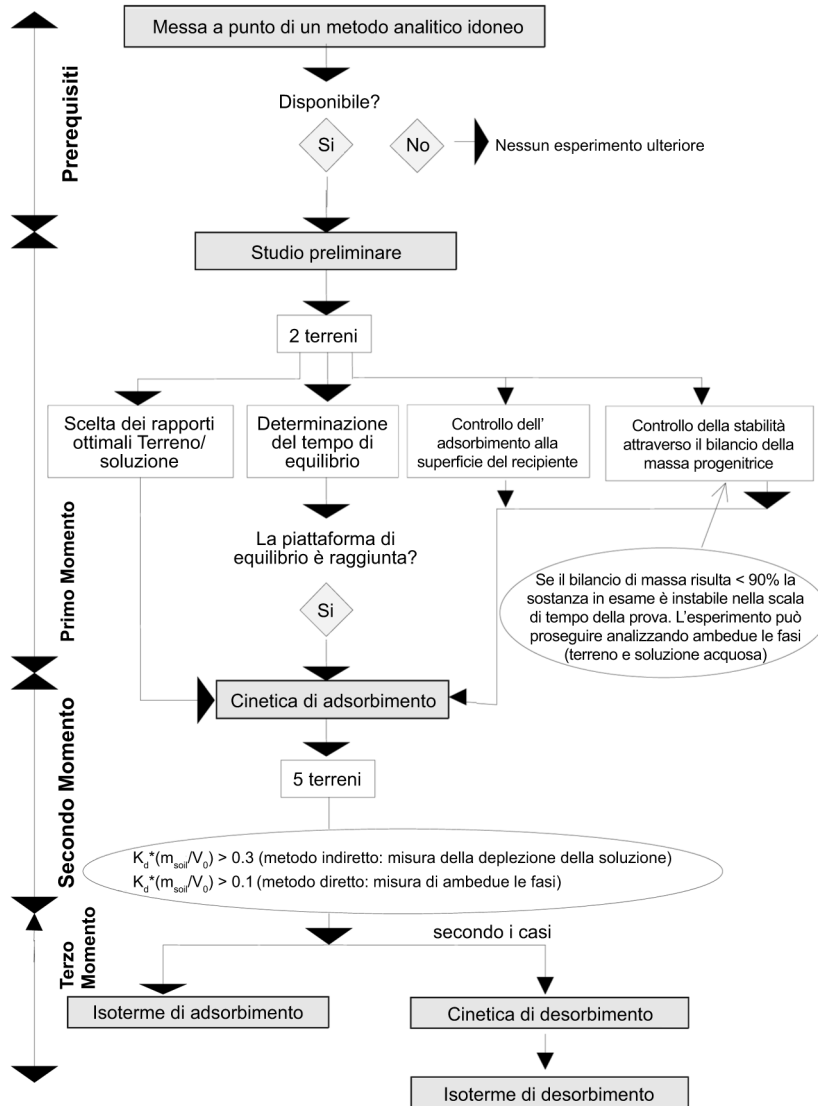 Messa a punto di un metodo analitico idoneo
Disponibile?
Si
No
Nessun esperimento ulteriore
Prerequisiti
Studio preliminare
2 terreni
Scelta dei rapporti
ottimali Terreno/
soluzione
Determinazione
del tempo di
equilibrio
Controllo dell'
adsorbimento alla
superficie del recipiente
Controllo della stabilità
attraverso il bilancio della
massa progenitrice
La piattaforma di
equilibrio è raggiunta?
Si
Se il bilancio di massa risulta < 90% la
sostanza in esame è instabile nella scala
di tempo della prova. L'esperimento può
proseguire analizzando ambedue le fasi
(terreno e soluzione acquosa)
Primo Momento
Cinetica di adsorbimento
5 terreni
Secondo Momento
K_d*(m_soil/V_0) > 0.3 (metodo indiretto: misura della deplezione della soluzione)
K_d*(m_soil/V_0) > 0.1 (metodo diretto: misura di ambedue le fasi)
secondo i casi
Terzo
Momento
Isoterme di adsorbimento
Cinetica di desorbimento
Isoterme di desorbimento